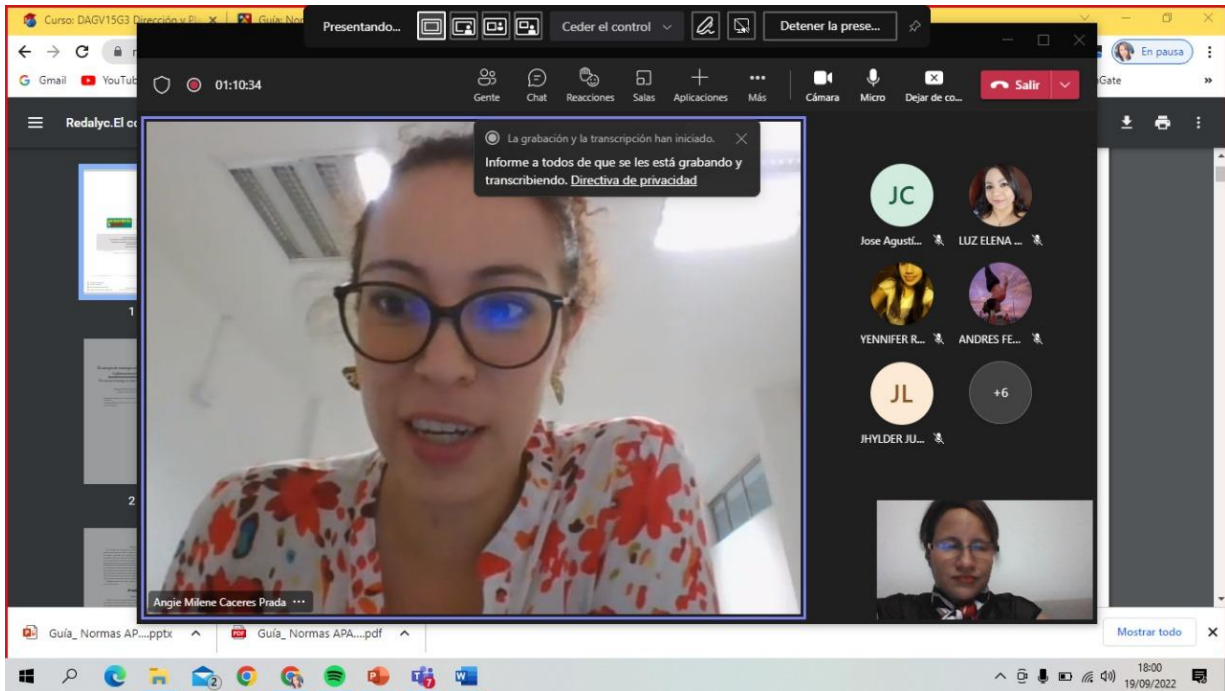 Curso: DAGV15G3 Dirección y Pla
Guía: Nor
Presentando...
Ceder el control
Detener la prese...
En pausa
Gmail
YouTub
Gate
01:10:34
Gente
Chat
Reacciones
Salas
Aplicaciones
Más
Cámara
Micro
Dejar de co...
Salir
Redalyc.El co
La grabación y la transcripción han iniciado.
Informe a todos de que se les está grabando y
transcribiendo. Directiva de privacidad
JC
Jose Agustí...
LUZ ELENA ...
YENNIFER R...
ANDRES FE...
JL
+6
JHYLDER JU...
1
2
Angie Milene Caceres Prada ...
Guía_ Normas AP....pptx
Guía_ Normas APA....pdf
Mostrar todo
18:00
19/09/2022